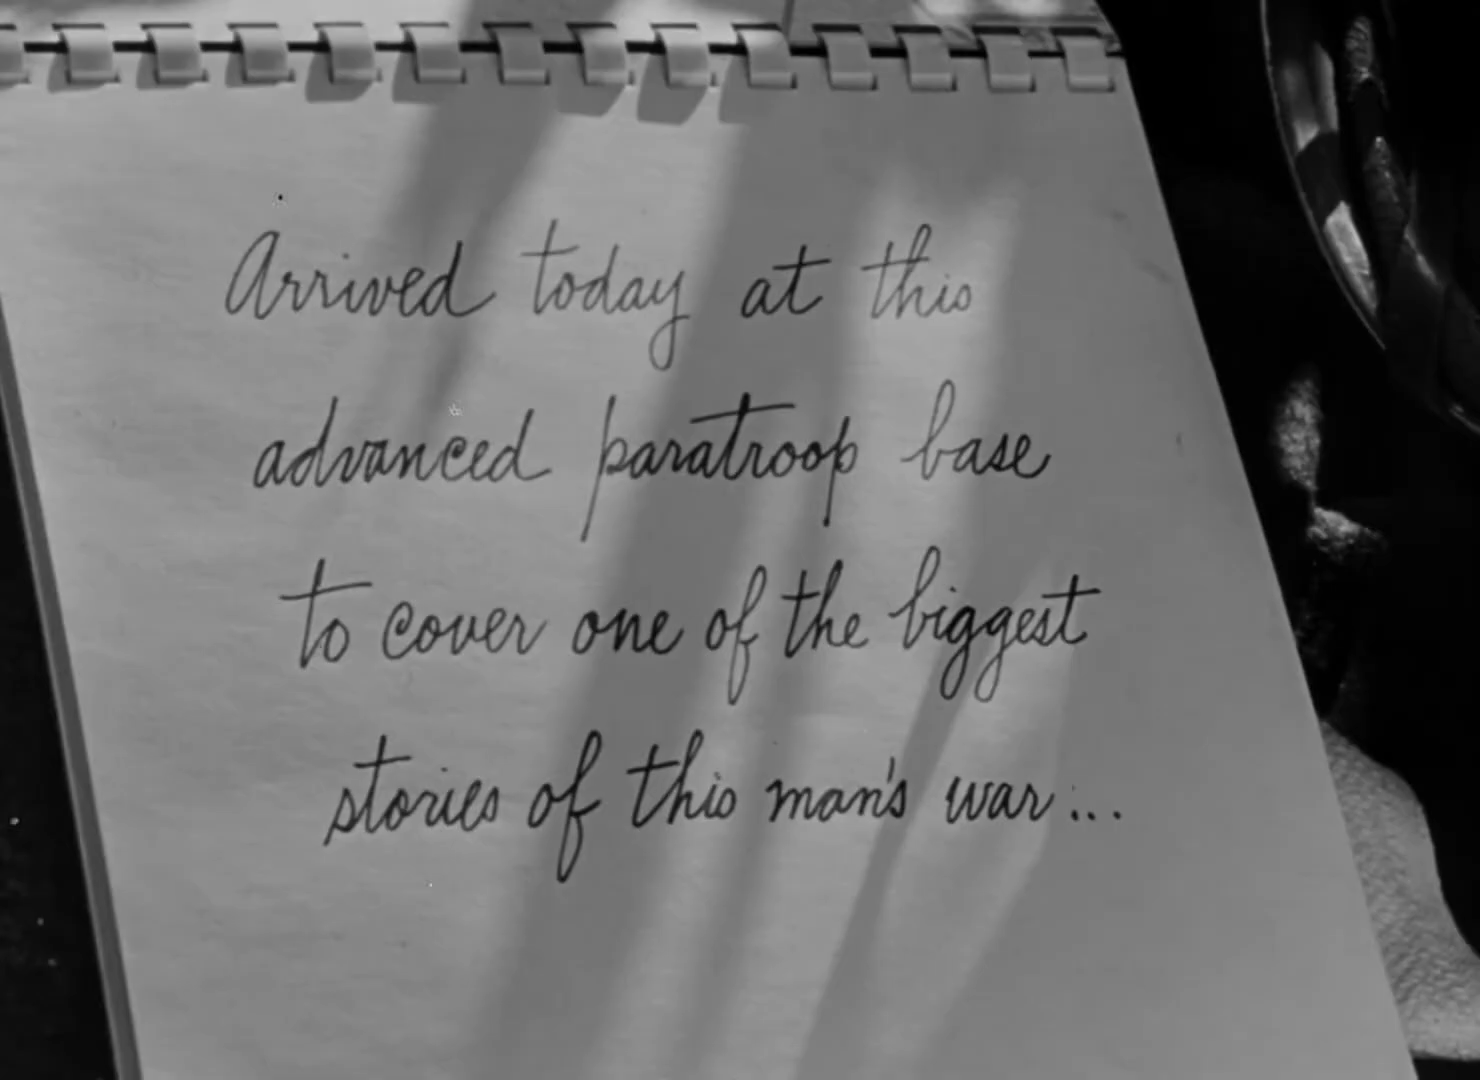 Arrived today at this
advanced paratroop base
to cover one of the biggest
stories of this man's war...